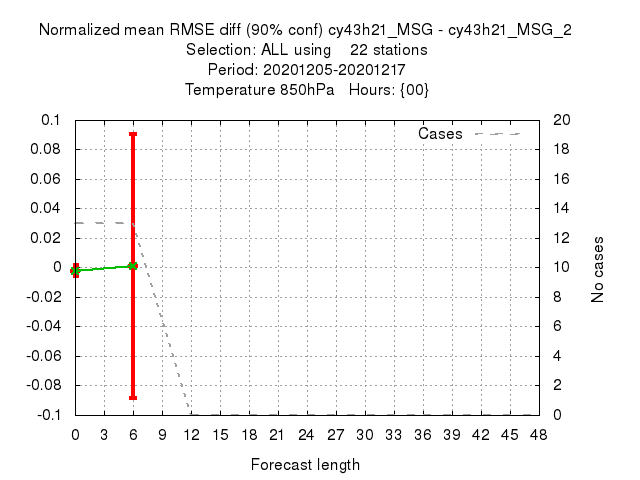 Normalized mean RMSE diff (90% conf) cy43h21_MSG - cy43h21_MSG_2
Selection: ALL using 22 stations
Period: 20201205-20201217
Temperature 850hPa Hours: {00}
Cases
0.1
0.08
0.06
0.04
0.02
0
-0.02
-0.04
-0.06
-0.08
-0.1
20
18
16
14
12
10
8
6
4
2
0
No cases
0 3 6 9 12 15 18 21 24 27 30 33 36 39 42 45 48
Forecast length